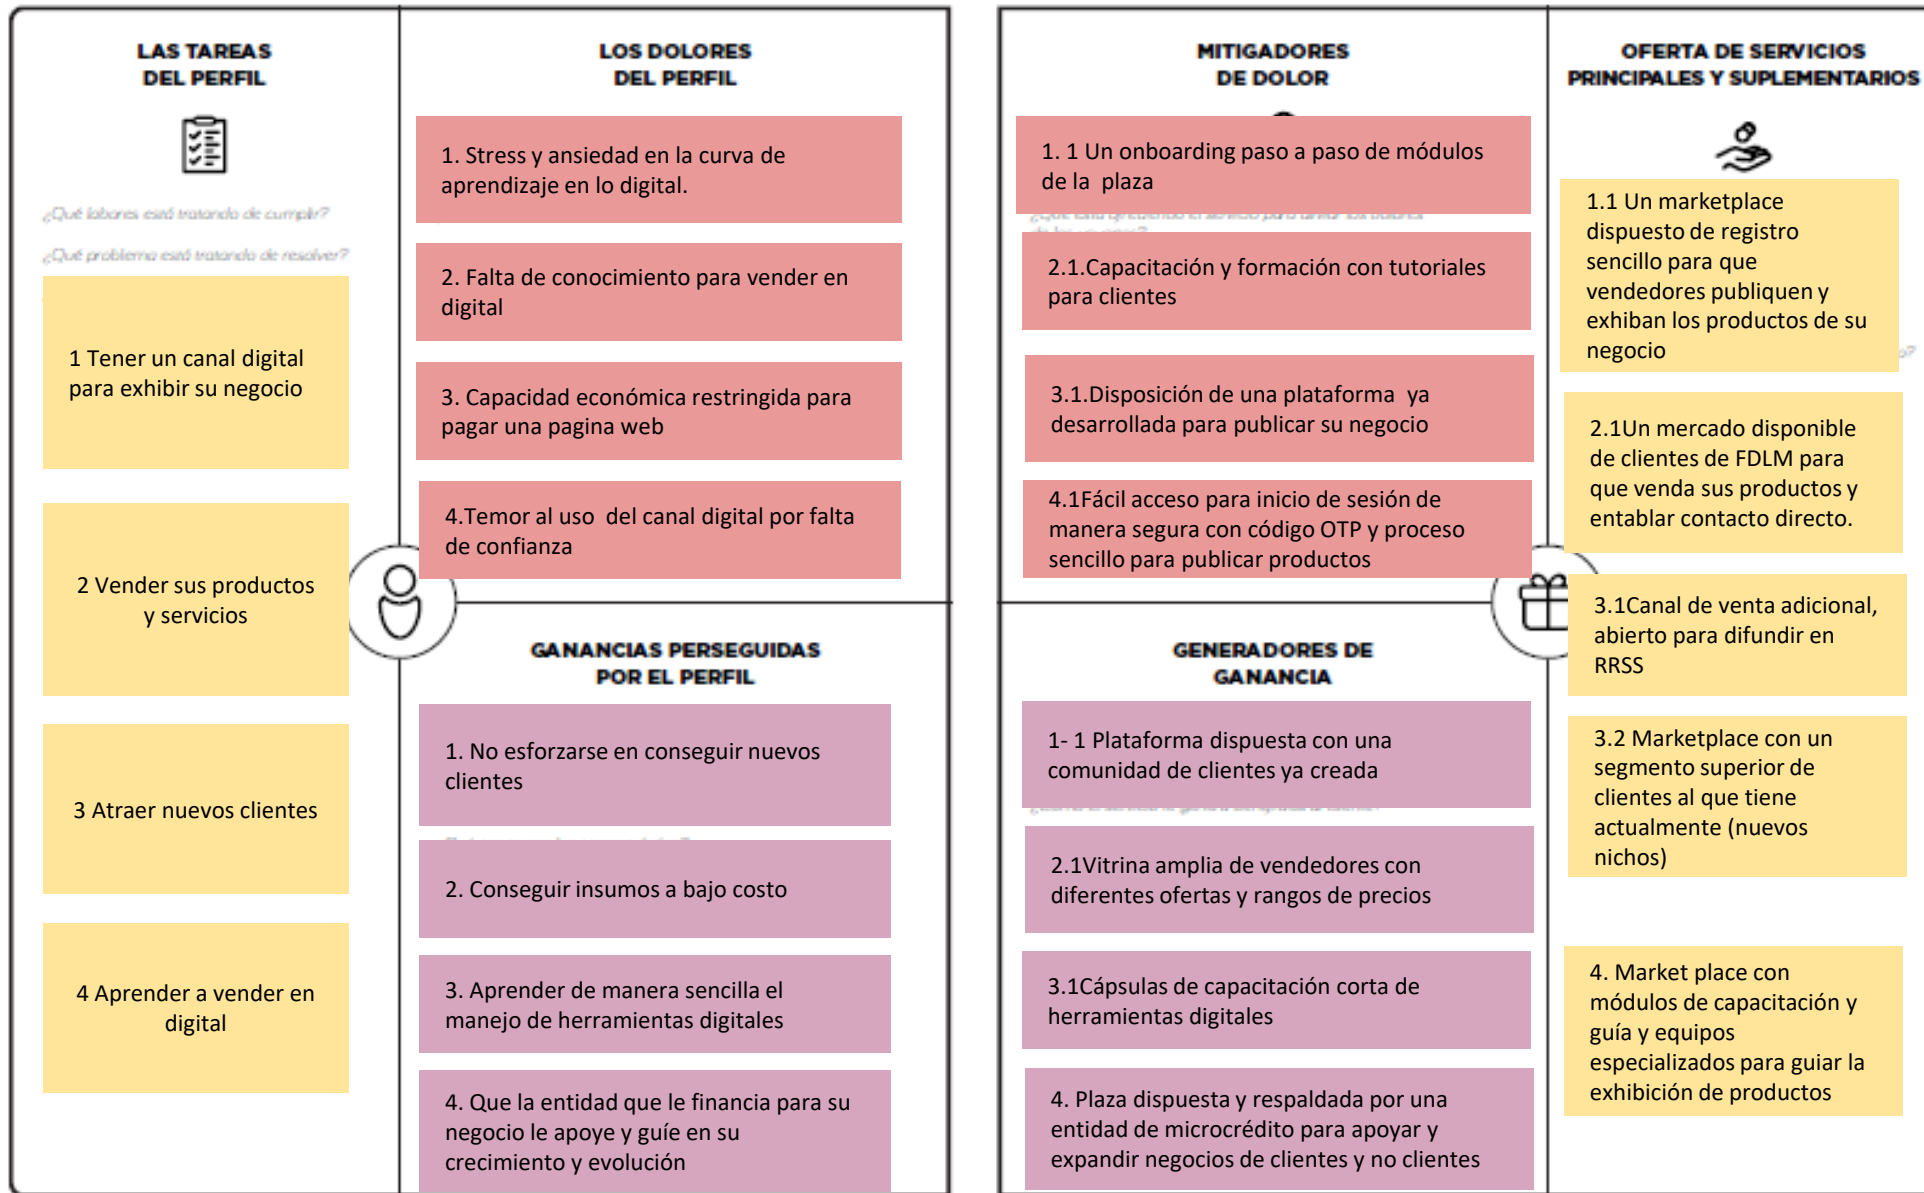 LAS TAREAS
DEL PERFIL
¿Qué labores está tratando de cumplir?
¿Qué problema está tratando de resolver?
1 Tener un canal digital
para exhibir su negocio
2 Vender sus productos
y servicios
3 Atraer nuevos clientes
4 Aprender a vender en
digital
LOS DOLORES
DEL PERFIL
1. Stress y ansiedad en la curva de
aprendizaje en lo digital.
2. Falta de conocimiento para vender en
digital
3. Capacidad económica restringida para
pagar una pagina web
4.Temor al uso  del canal digital por falta
de confianza
GANANCIAS PERSEGUIDAS
POR EL PERFIL
1. No esforzarse en conseguir nuevos
clientes
2. Conseguir insumos a bajo costo
3. Aprender de manera sencilla el
manejo de herramientas digitales
4. Que la entidad que le financia para su
negocio le apoye y guíe en su
crecimiento y evolución
MITIGADORES
DE DOLOR
1. 1 Un onboarding paso a paso de módulos
de la  plaza
2.1.Capacitación y formación con tutoriales
para clientes
3.1.Disposición de una plataforma  ya
desarrollada para publicar su negocio
4.1Fácil acceso para inicio de sesión de
manera segura con código OTP y proceso
sencillo para publicar productos
GENERADORES DE
GANANCIA
1- 1 Plataforma dispuesta con una
comunidad de clientes ya creada
2.1Vitrina amplia de vendedores con
diferentes ofertas y rangos de precios
3.1Cápsulas de capacitación corta de
herramientas digitales
4. Plaza dispuesta y respaldada por una
entidad de microcrédito para apoyar y
expandir negocios de clientes y no clientes
OFERTA DE SERVICIOS
PRINCIPALES Y SUPLEMENTARIOS
1.1 Un marketplace
dispuesto de registro
sencillo para que
vendedores publiquen y
exhiban los productos de su
negocio
2.1Un mercado disponible
de clientes de FDLM para
que venda sus productos y
entablar contacto directo.
3.1Canal de venta adicional,
abierto para difundir en
RRSS
3.2 Marketplace con un
segmento superior de
clientes al que tiene
actualmente (nuevos
nichos)
4. Market place con
módulos de capacitación y
guía y equipos
especializados para guiar la
exhibición de productos